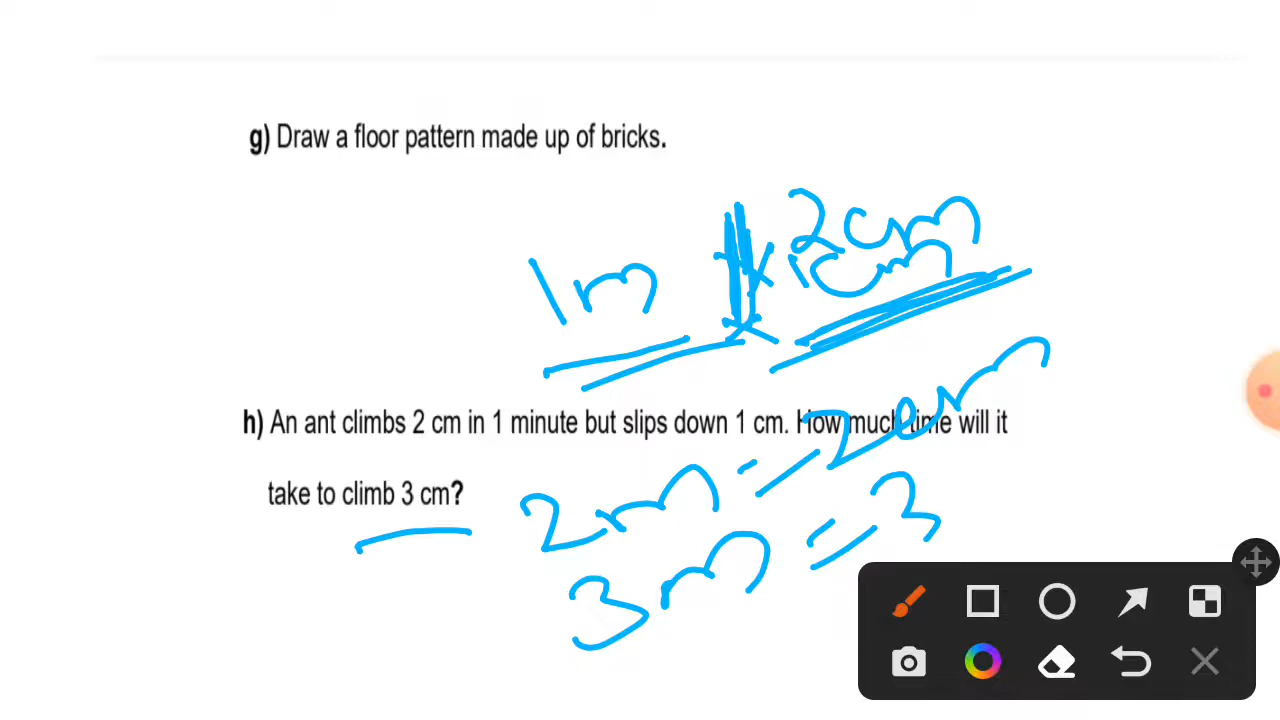 g) Draw a floor pattern made up of bricks.
2cm
1m 1cm
h) An ant climbs 2 cm in 1 minute but slips down 1 cm. How much time will it
take to climb 3 cm?
2m = 2cm
3m = 3